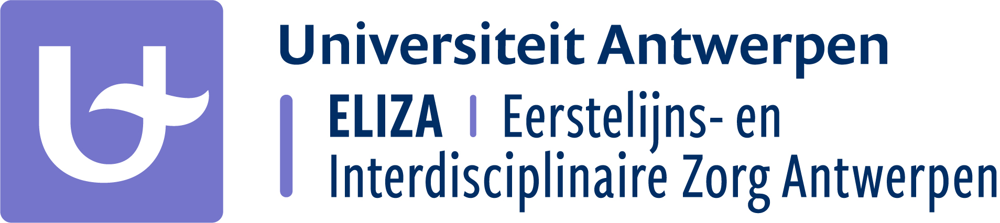 Universiteit Antwerpen
ELIZA | Eerstelijns- en
Interdisciplinaire Zorg Antwerpen